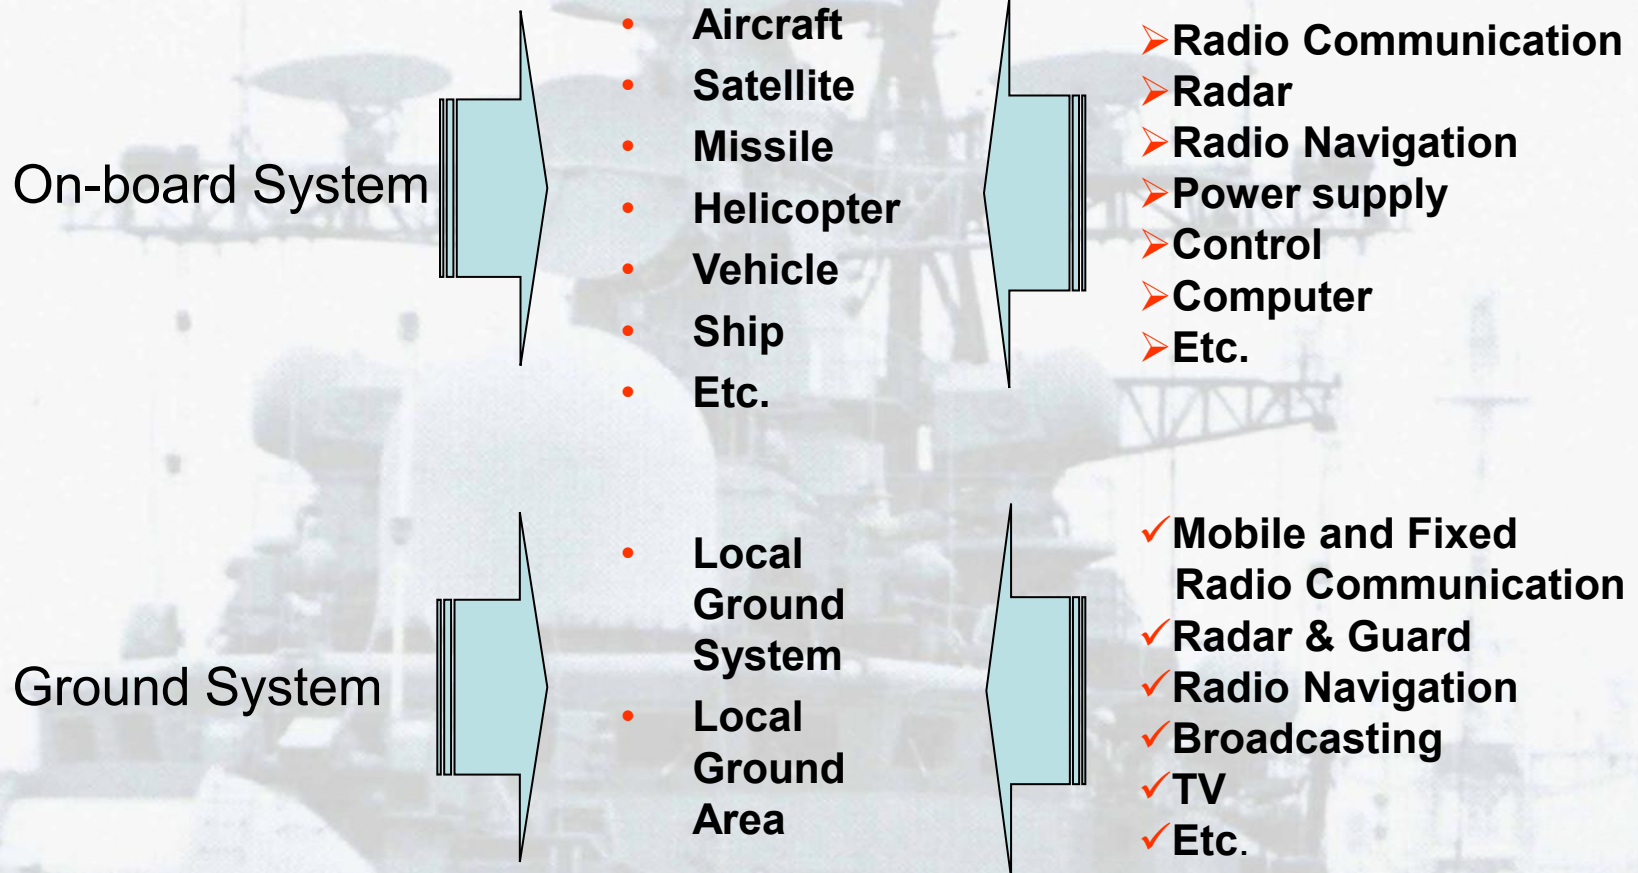 On-board System
• Aircraft
• Satellite
• Missile
• Helicopter
• Vehicle
• Ship
• Etc.
➢Radio Communication
➢Radar
➢Radio Navigation
➢Power supply
➢Control
➢Computer
➢Etc.
Ground System
• Local
Ground
System
• Local
Ground
Area
✓Mobile and Fixed
Radio Communication
✓Radar & Guard
✓Radio Navigation
✓Broadcasting
✓TV
✓Etc.